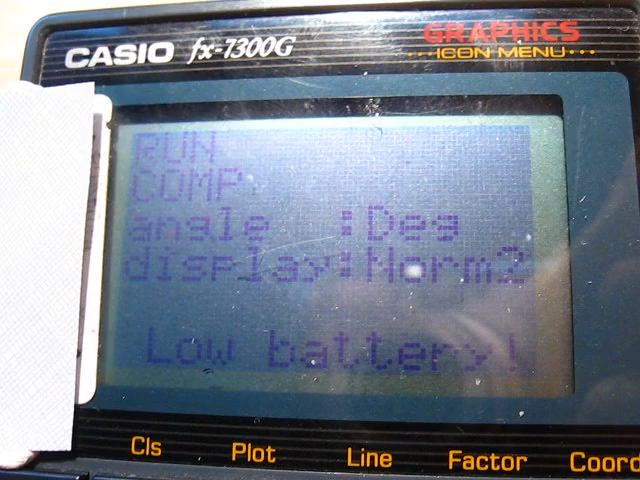 CASIO fx-7300G
GRAPHICS
···ICON MENU···
RUN
COMP
angle :Deg
display:Norm2
Low battery!
Cls Plot Line Factor Coord